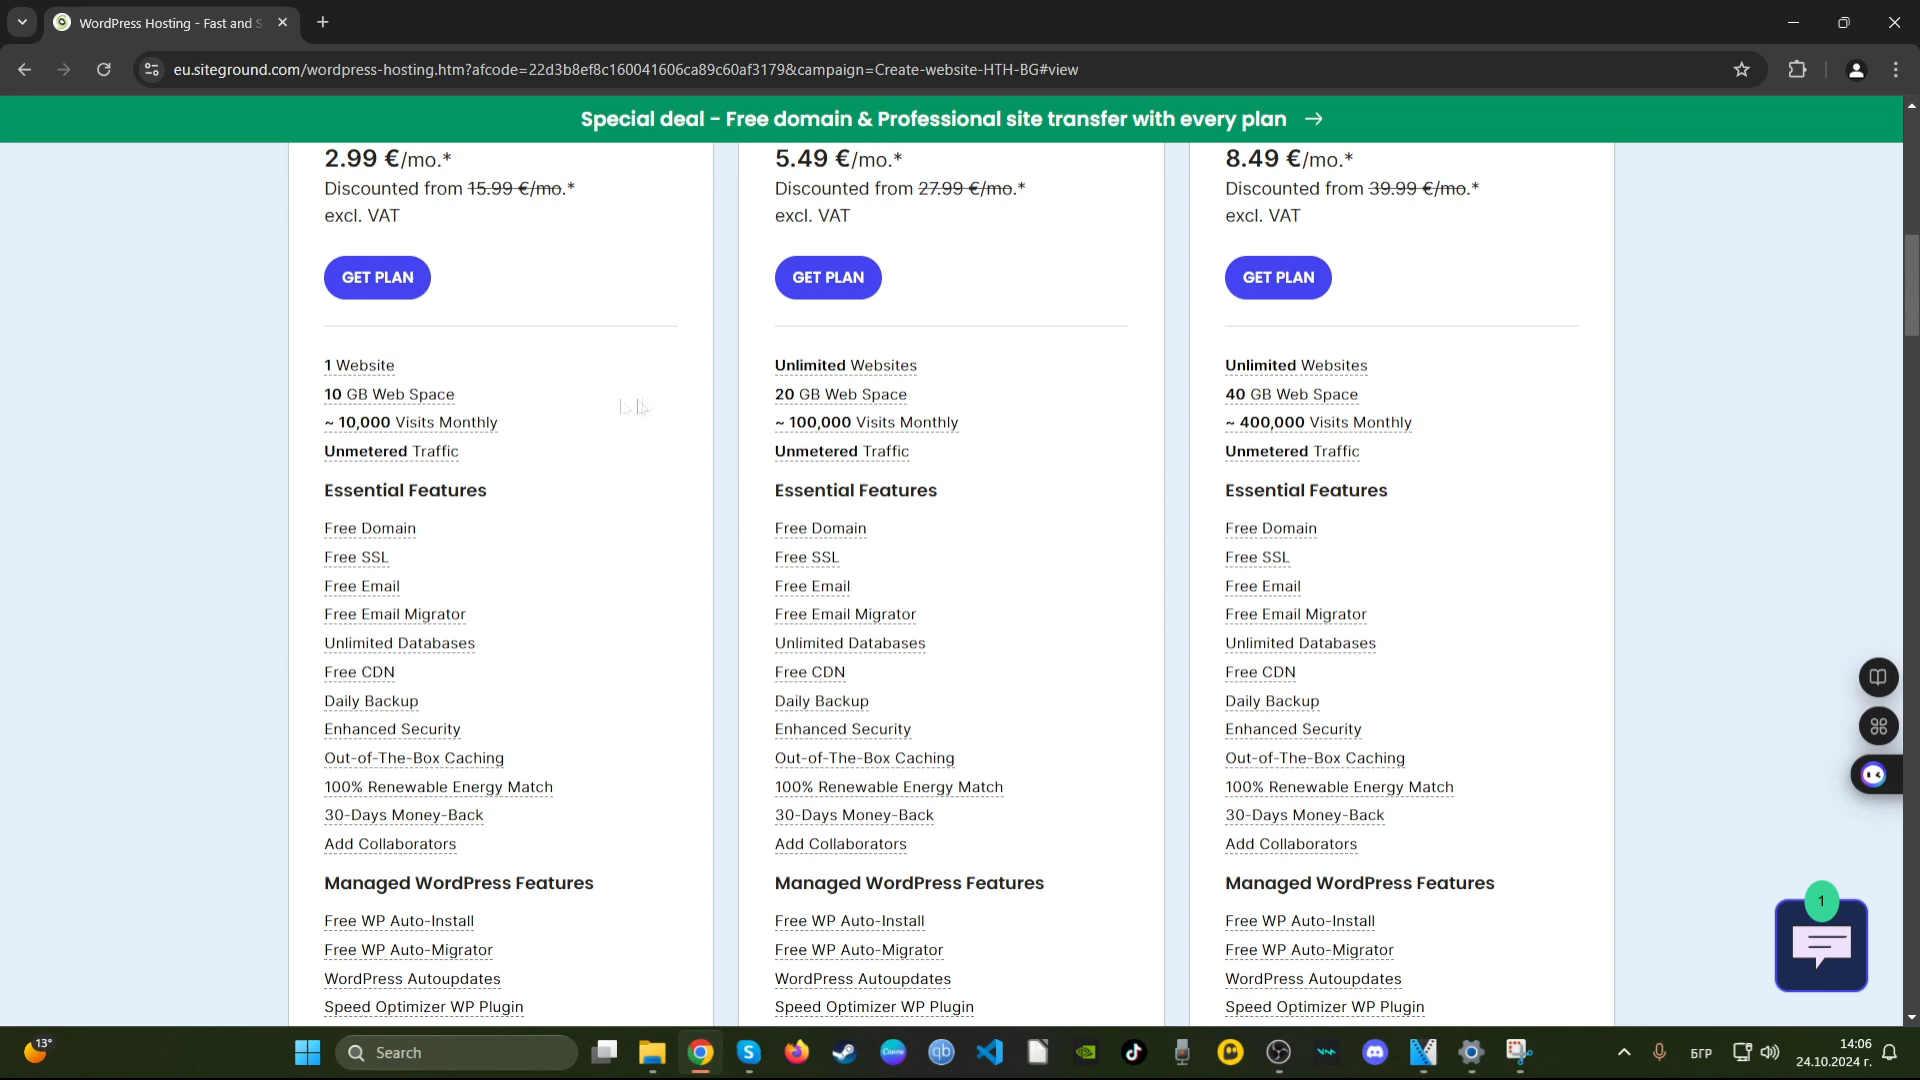 WordPress Hosting - Fast and S
eu.siteground.com/wordpress-hosting.htm?afcode=22d3b8ef8c160041606ca89c60af3179&campaign=Create-website-HTH-BG#view
Special deal - Free domain & Professional site transfer with every plan →
2.99 €/mo.*
Discounted from 15.99 €/mo.*
excl. VAT
GET PLAN
1 Website
10 GB Web Space
~ 10,000 Visits Monthly
Unmetered Traffic
Essential Features
Free Domain
Free SSL
Free Email
Free Email Migrator
Unlimited Databases
Free CDN
Daily Backup
Enhanced Security
Out-of-The-Box Caching
100% Renewable Energy Match
30-Days Money-Back
Add Collaborators
Managed WordPress Features
Free WP Auto-Install
Free WP Auto-Migrator
WordPress Autoupdates
Speed Optimizer WP Plugin
5.49 €/mo.*
Discounted from 27.99 €/mo.*
excl. VAT
GET PLAN
Unlimited Websites
20 GB Web Space
~ 100,000 Visits Monthly
Unmetered Traffic
Essential Features
Free Domain
Free SSL
Free Email
Free Email Migrator
Unlimited Databases
Free CDN
Daily Backup
Enhanced Security
Out-of-The-Box Caching
100% Renewable Energy Match
30-Days Money-Back
Add Collaborators
Managed WordPress Features
Free WP Auto-Install
Free WP Auto-Migrator
WordPress Autoupdates
Speed Optimizer WP Plugin
8.49 €/mo.*
Discounted from 39.99 €/mo.*
excl. VAT
GET PLAN
Unlimited Websites
40 GB Web Space
~ 400,000 Visits Monthly
Unmetered Traffic
Essential Features
Free Domain
Free SSL
Free Email
Free Email Migrator
Unlimited Databases
Free CDN
Daily Backup
Enhanced Security
Out-of-The-Box Caching
100% Renewable Energy Match
30-Days Money-Back
Add Collaborators
Managed WordPress Features
Free WP Auto-Install
Free WP Auto-Migrator
WordPress Autoupdates
Speed Optimizer WP Plugin
1
13°
Search
Canva
qb
БГР
14:06
24.10.2024 г.